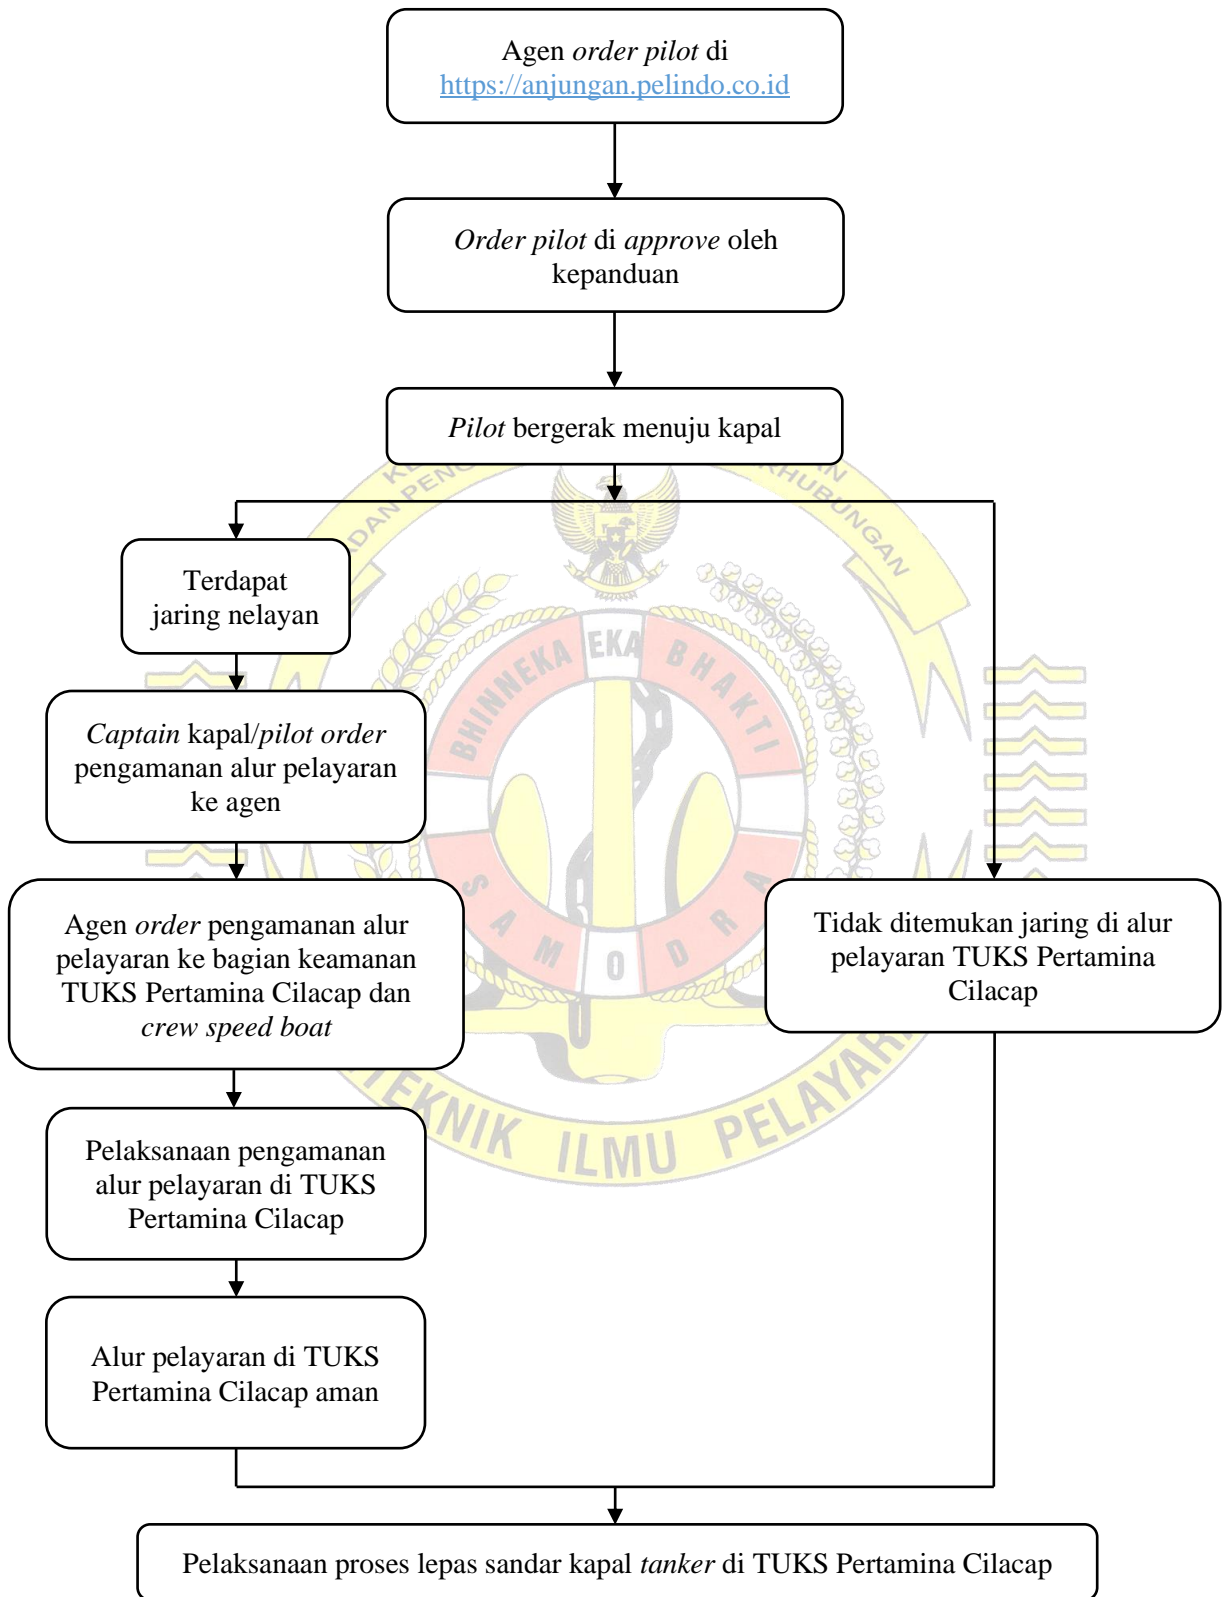 Agen order pilot di
https://anjungan.pelindo.co.id
Order pilot di approve oleh
kepanduan
Pilot bergerak menuju kapal
Terdapat
jaring nelayan
Captain kapal/pilot order
pengamanan alur pelayaran
ke agen
Agen order pengamanan alur
pelayaran ke bagian keamanan
TUKS Pertamina Cilacap dan
crew speed boat
Tidak ditemukan jaring di alur
pelayaran TUKS Pertamina
Cilacap
Pelaksanaan pengamanan
alur pelayaran di TUKS
Pertamina Cilacap
Alur pelayaran di TUKS
Pertamina Cilacap aman
Pelaksanaan proses lepas sandar kapal tanker di TUKS Pertamina Cilacap
BHINNEKA EKA BHAKTI
SAMODRA
ILMU